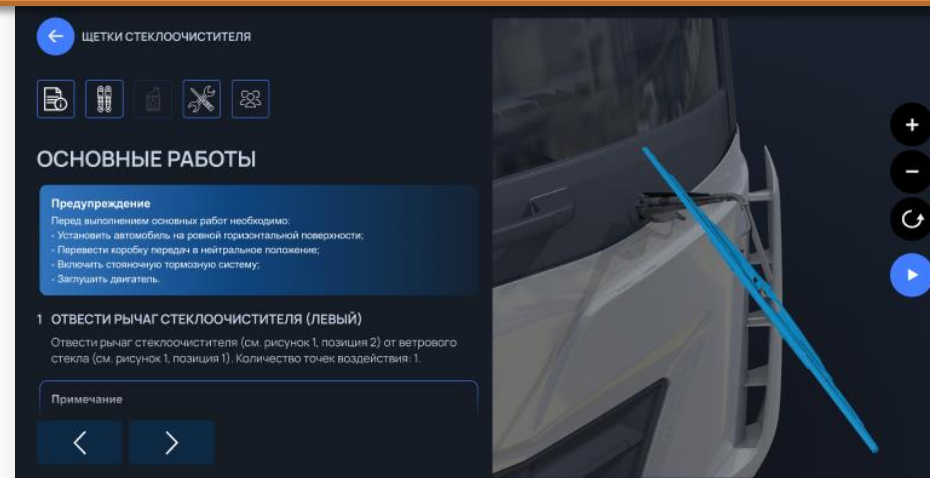 ЩЕТКИ СТЕКЛООЧИСТИТЕЛЯ
ОСНОВНЫЕ РАБОТЫ
Предупреждение
Перед выполнением основных работ необходимо:
- Установить автомобиль на ровной горизонтальной поверхности;
- Перевести коробку передач в нейтральное положение;
- Включить стояночную тормозную систему;
- Заглушить двигатель.
1 ОТВЕСТИ РЫЧАГ СТЕКЛООЧИСТИТЕЛЯ (ЛЕВЫЙ)
Отвести рычаг стеклоочистителя (см. рисунок 1, позиция 2) от ветрового
стекла (см. рисунок 1, позиция 1). Количество точек воздействия: 1.
Примечание